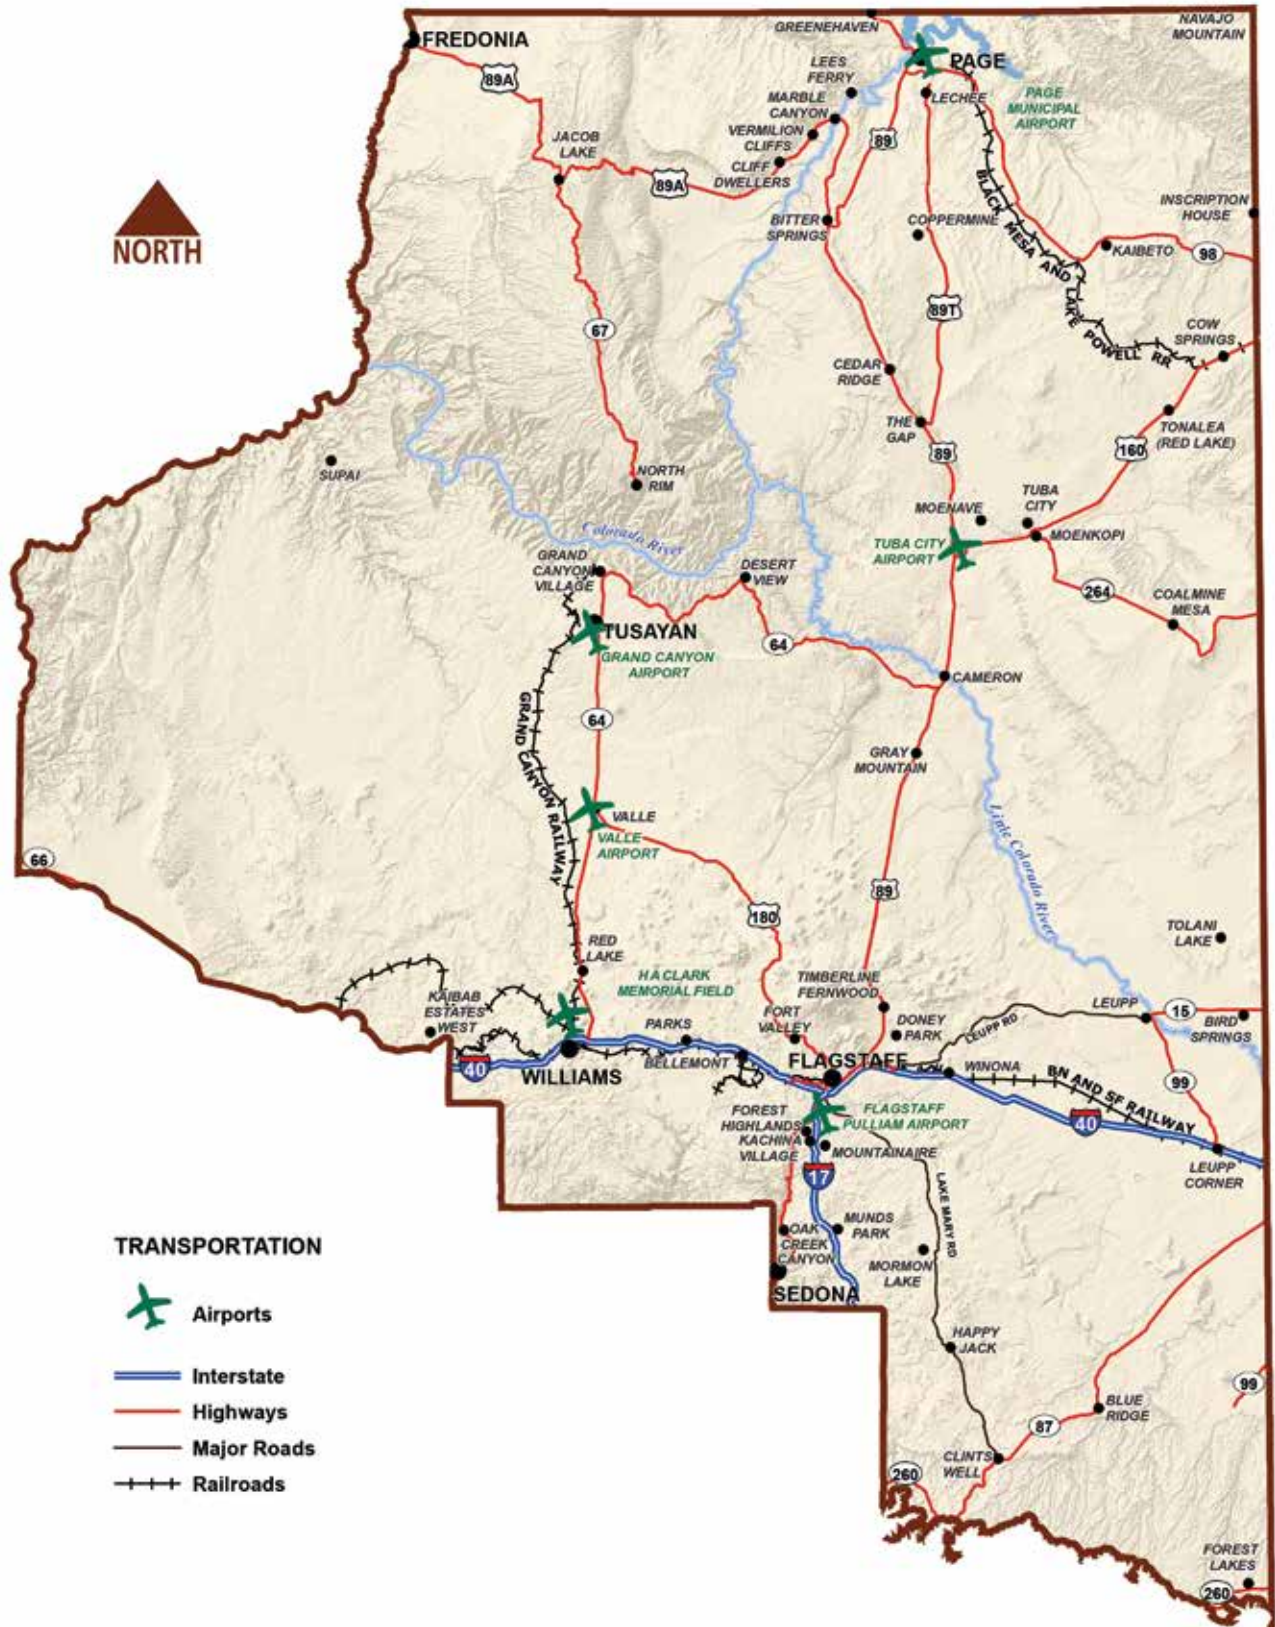 GREENEHAVEN
NAVAJO
MOUNTAIN
FREDONIA
89A
LEES
FERRY
PAGE
MARBLE
CANYON
LECHEE
PAGE
MUNICIPAL
AIRPORT
VERMILION
CLIFFS
JACOB
LAKE
89
CLIFF
DWELLERS
89A
BLACK MESA AND LAKE POWELL RR
INSCRIPTION
HOUSE
NORTH
BITTER
SPRINGS
COPPERMINE
KAIBETO
98
89T
67
COW
SPRINGS
CEDAR
RIDGE
THE
GAP
TONALEA
(RED LAKE)
89
160
SUPAI
NORTH
RIM
TUBA
CITY
MOENAVE
MOENKOPI
Colorado River
TUBA CITY
AIRPORT
GRAND
CANYON
VILLAGE
DESERT
VIEW
264
COALMINE
MESA
TUSAYAN
64
GRAND CANYON
AIRPORT
CAMERON
GRAND CANYON RAILWAY
64
GRAY
MOUNTAIN
VALLE
VALLE
AIRPORT
Little Colorado River
66
89
180
TOLANI
LAKE
RED
LAKE
H A CLARK
MEMORIAL FIELD
TIMBERLINE
FERNWOOD
KAIBAB
ESTATES
WEST
LEUPP
15
BIRD
SPRINGS
PARKS
FORT
VALLEY
DONEY
PARK
LEUPP RD
BELLEMONT
FLAGSTAFF
WINONA
40
WILLIAMS
BN AND SF RAILWAY
99
FOREST
HIGHLANDS
FLAGSTAFF
PULLIAM AIRPORT
40
KACHINA
VILLAGE
MOUNTAINAIRE
17
LEUPP
CORNER
LAKE MARY RD
OAK
CREEK
CANYON
MUNDS
PARK
MORMON
LAKE
SEDONA
HAPPY
JACK
99
BLUE
RIDGE
87
CLINTS
WELL
260
FOREST
LAKES
260
TRANSPORTATION
Airports
Interstate
Highways
Major Roads
Railroads